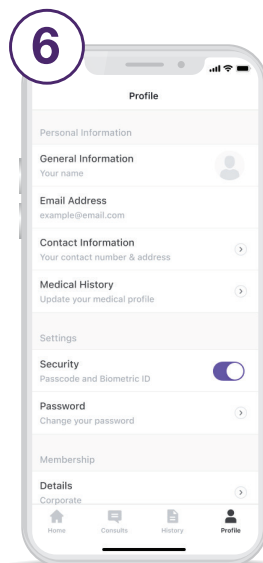 6
Profile
Personal Information
General Information
Your name
Email Address
example@email.com
Contact Information
Your contact number & address
Medical History
Update your medical profile
Settings
Security
Passcode and Biometric ID
Password
Change your password
Membership
Details
Corporate
Home Consults History Profile